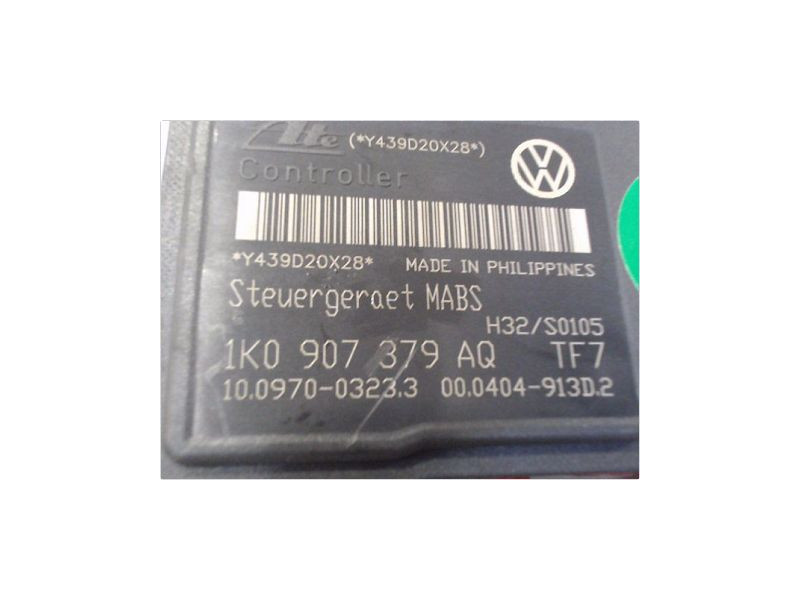 Ate (*Y439D20X28*)
Controller
*Y439D20X28* MADE IN PHILIPPINES
Steuergeraet MABS
H32/S0105
1K0 907 379 AQ TF7
10.0970-0323.3 00.0404-913D.2